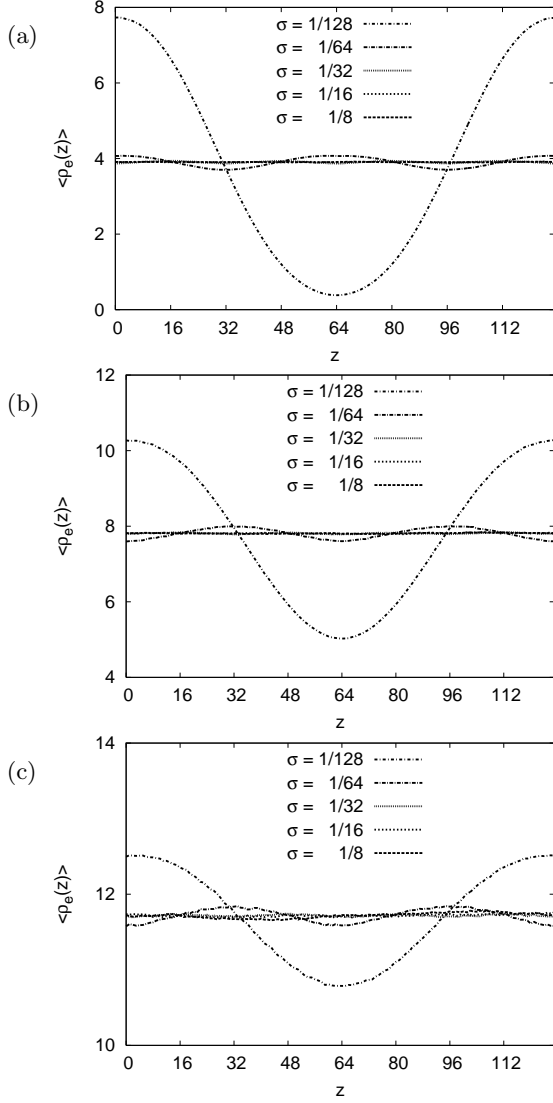 (a)
8
6
4
2
0
<ρe(z)>
σ = 1/128
σ = 1/64
σ = 1/32
σ = 1/16
σ = 1/8
0 16 32 48 64 80 96 112
z
(b)
12
10
8
6
4
<ρe(z)>
σ = 1/128
σ = 1/64
σ = 1/32
σ = 1/16
σ = 1/8
0 16 32 48 64 80 96 112
z
(c)
14
12
10
<ρe(z)>
σ = 1/128
σ = 1/64
σ = 1/32
σ = 1/16
σ = 1/8
0 16 32 48 64 80 96 112
z